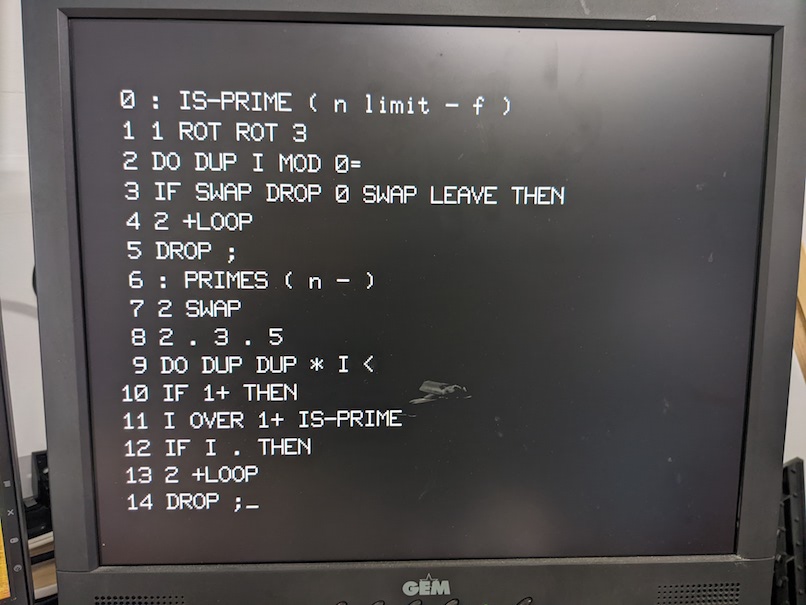 0 : IS-PRIME ( n limit - f )
1 1 ROT ROT 3
2 DO DUP I MOD 0=
3 IF SWAP DROP 0 SWAP LEAVE THEN
4 2 +LOOP
5 DROP ;
6 : PRIMES ( n - )
7 2 SWAP
8 2 . 3 . 5
9 DO DUP DUP * I <
10 IF 1+ THEN
11 I OVER 1+ IS-PRIME
12 IF I . THEN
13 2 +LOOP
14 DROP ;_
GEM